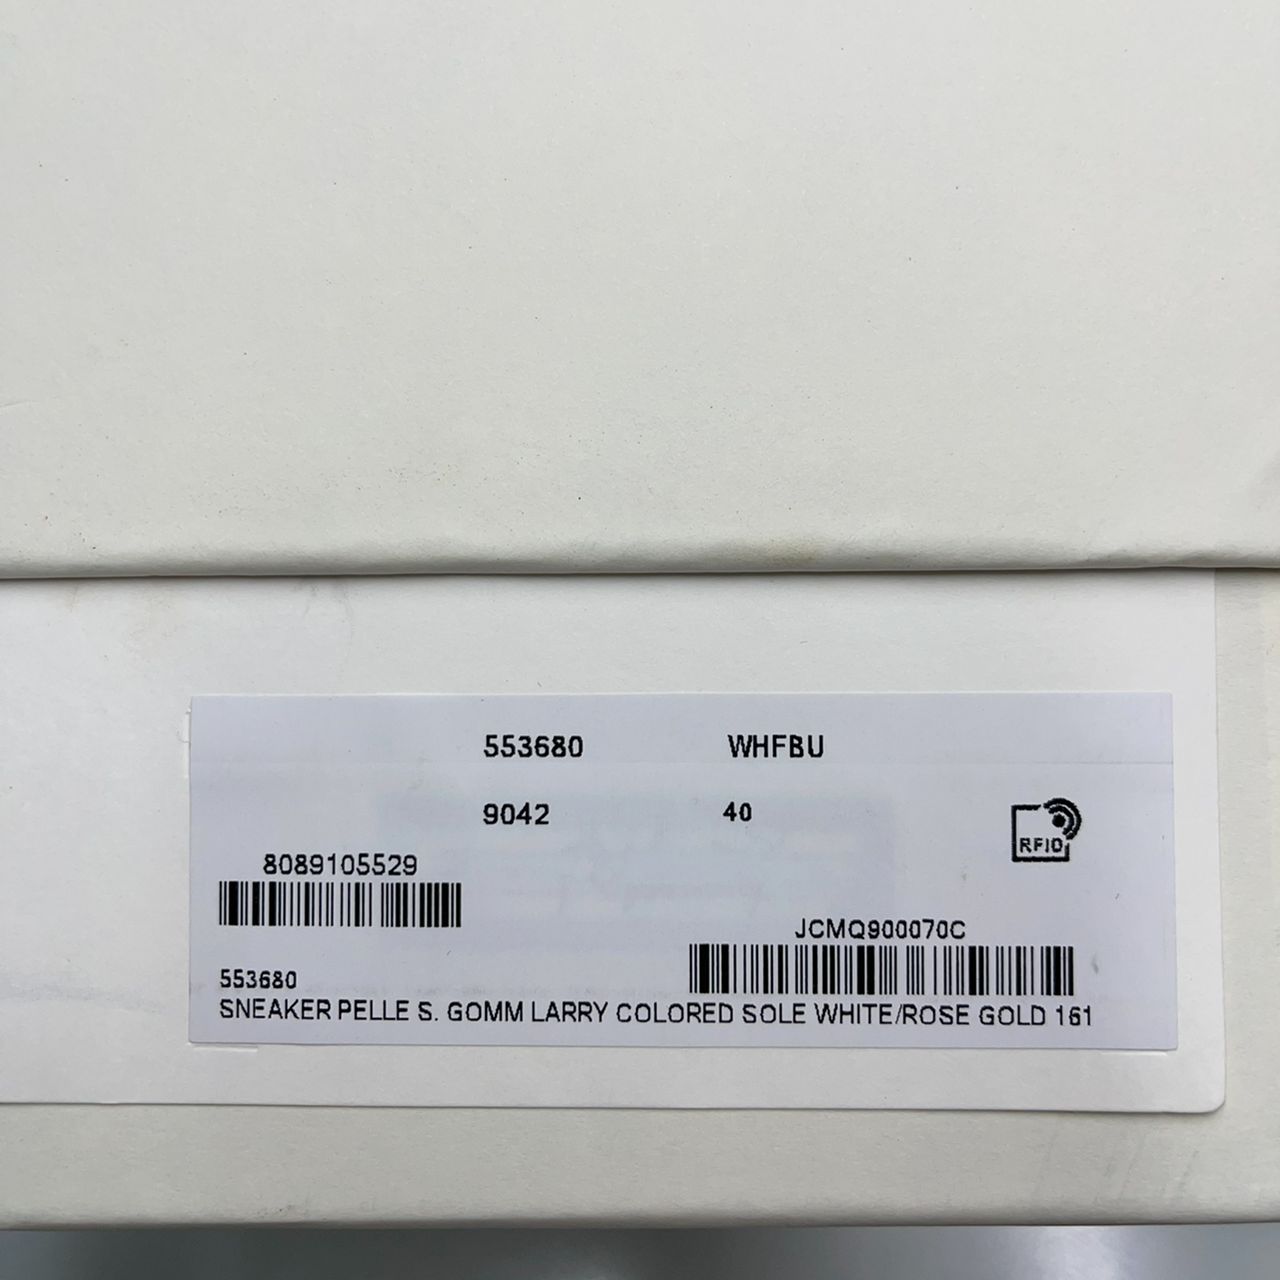 553680 WHFBU
9042 40
RFID
8089105529
JCMQ900070C
553680
SNEAKER PELLE S. GOMM LARRY COLORED SOLE WHITE/ROSE GOLD 161